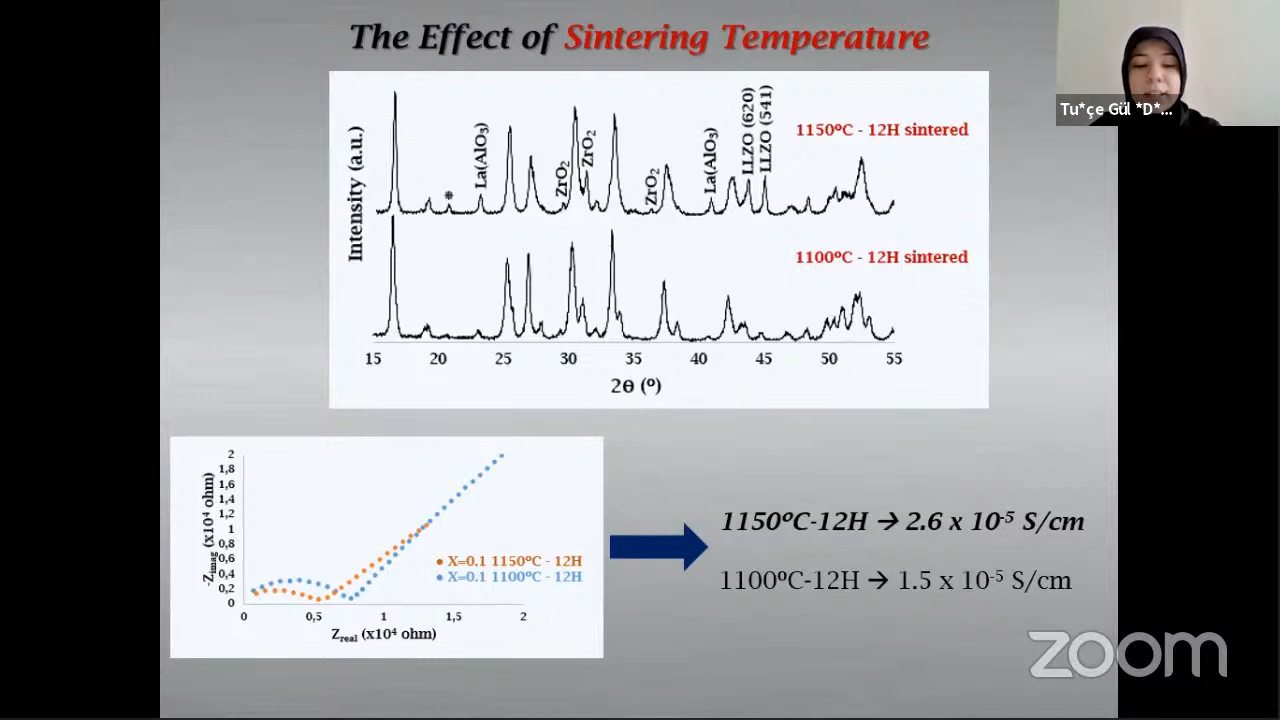 The Effect of Sintering Temperature
Tu*çe Gül *D*...
Intensity (a.u.)
*
La(AlO3)
ZrO2
ZrO2
ZrO2
La(AlO3)
LLZO (620)
LLZO (541)
1150ºC - 12H sintered
1100ºC - 12H sintered
15 20 25 30 35 40 45 50 55
2ɵ (º)
-Zimag (x10⁴ ohm)
2
1,8
1,6
1,4
1,2
1
0,8
0,6
0,4
0,2
0
0 0,5 1 1,5 2
Zreal (x10⁴ ohm)
X=0.1 1150ºC - 12H
X=0.1 1100ºC - 12H
1150ºC-12H → 2.6 x 10⁻⁵ S/cm
1100ºC-12H → 1.5 x 10⁻⁵ S/cm
zoom